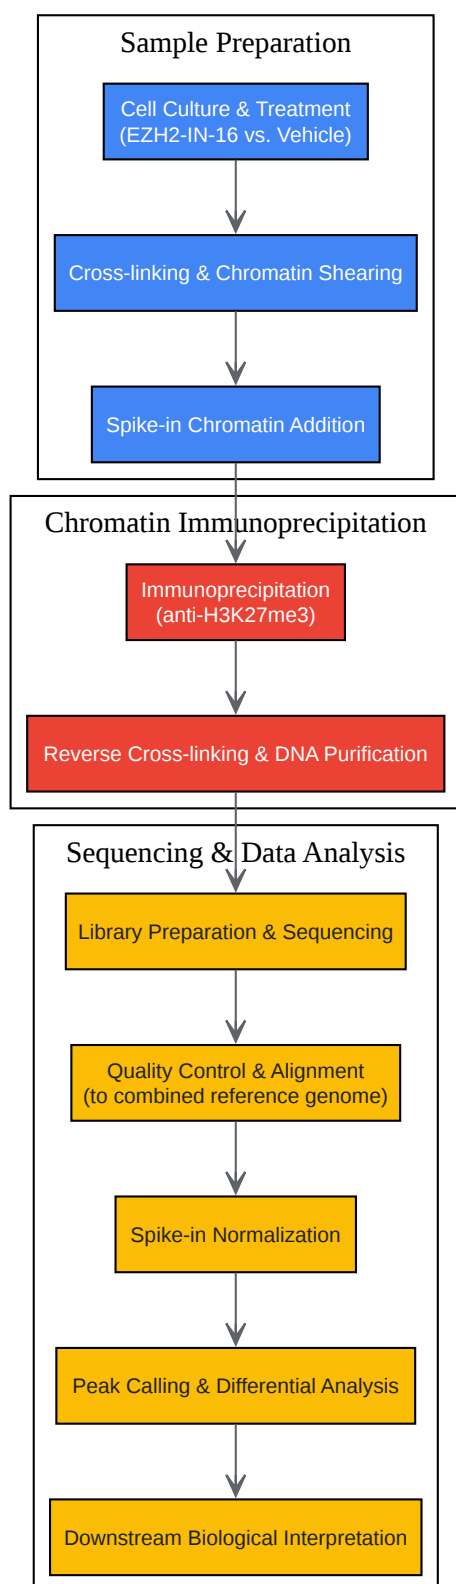 Sample Preparation
Cell Culture & Treatment
(EZH2-IN-16 vs. Vehicle)
Cross-linking & Chromatin Shearing
Spike-in Chromatin Addition
Chromatin Immunoprecipitation
Immunoprecipitation
(anti-H3K27me3)
Reverse Cross-linking & DNA Purification
Sequencing & Data Analysis
Library Preparation & Sequencing
Quality Control & Alignment
(to combined reference genome)
Spike-in Normalization
Peak Calling & Differential Analysis
Downstream Biological Interpretation